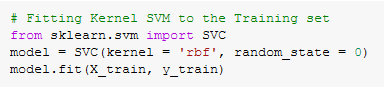 # Fitting Kernel SVM to the Training set
from sklearn.svm import SVC
model = SVC(kernel = 'rbf', random_state = 0)
model.fit(X_train, y_train)